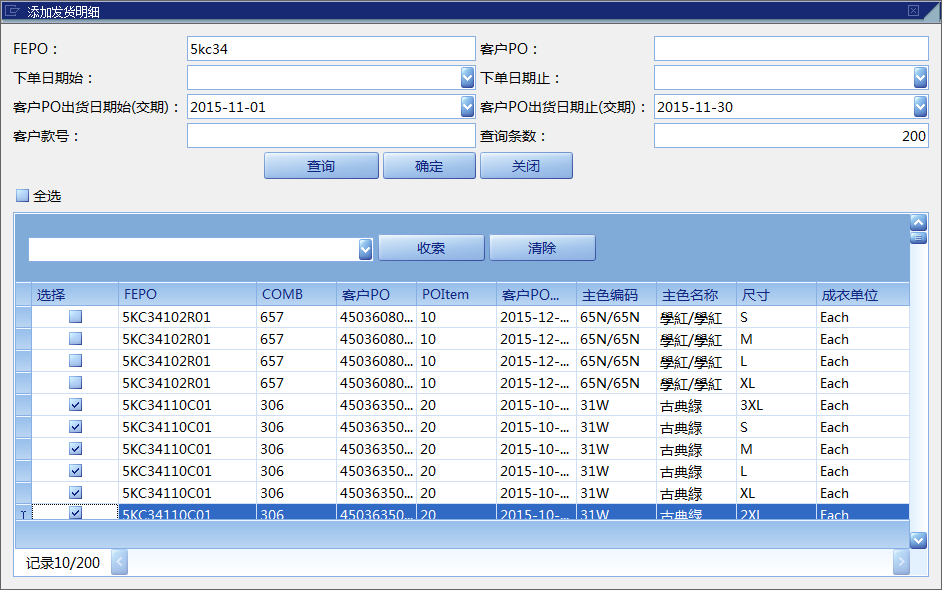 添加发货明细
FEPO： 5kc34 客户PO：
下单日期始： 下单日期止：
客户PO出货日期始(交期)： 2015-11-01 客户PO出货日期止(交期)： 2015-11-30
客户款号： 查询条数： 200
查询 确定 关闭
全选
收索 清除
选择 FEPO COMB 客户PO POItem 客户PO... 主色编码 主色名称 尺寸 成衣单位
5KC34102R01 657 45036080... 10 2015-12-... 65N/65N 學紅/學紅 S Each
5KC34102R01 657 45036080... 10 2015-12-... 65N/65N 學紅/學紅 M Each
5KC34102R01 657 45036080... 10 2015-12-... 65N/65N 學紅/學紅 L Each
5KC34102R01 657 45036080... 10 2015-12-... 65N/65N 學紅/學紅 XL Each
5KC34110C01 306 45036350... 20 2015-10-... 31W 古典綠 3XL Each
5KC34110C01 306 45036350... 20 2015-10-... 31W 古典綠 S Each
5KC34110C01 306 45036350... 20 2015-10-... 31W 古典綠 M Each
5KC34110C01 306 45036350... 20 2015-10-... 31W 古典綠 L Each
5KC34110C01 306 45036350... 20 2015-10-... 31W 古典綠 XL Each
5KC34110C01 306 45036350... 20 2015-10-... 31W 古典綠 2XL Each
记录10/200